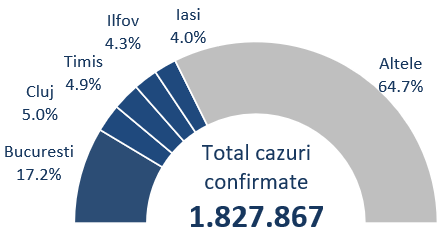 Iasi
4.0%
Ilfov
4.3%
Timis
4.9%
Cluj
5.0%
Bucuresti
17.2%
Altele
64.7%
Total cazuri
confirmate
1.827.867